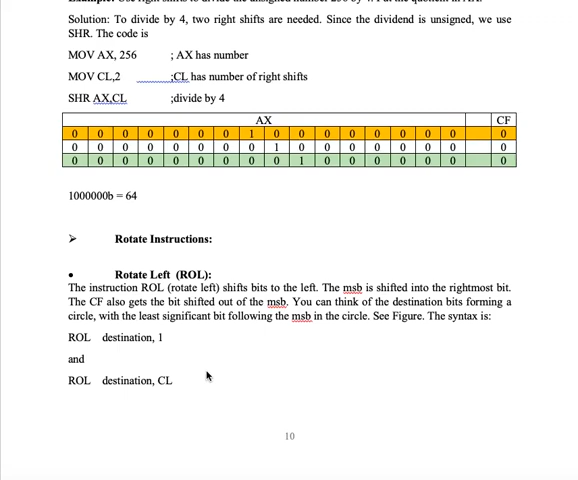 Solution: To divide by 4, two right shifts are needed. Since the dividend is unsigned, we use
SHR. The code is
MOV AX, 256 ; AX has number
MOV CL,2 ;CL has number of right shifts
SHR AX,CL ;divide by 4
AX CF
0 0 0 0 0 0 0 1 0 0 0 0 0 0 0 0 0
0 0 0 0 0 0 0 0 1 0 0 0 0 0 0 0 0
0 0 0 0 0 0 0 0 0 1 0 0 0 0 0 0 0
1000000b = 64
➢ Rotate Instructions:
• Rotate Left (ROL):
The instruction ROL (rotate left) shifts bits to the left. The msb is shifted into the rightmost bit.
The CF also gets the bit shifted out of the msb. You can think of the destination bits forming a
circle, with the least significant bit following the msb in the circle. See Figure. The syntax is:
ROL destination, 1
and
ROL destination, CL
10